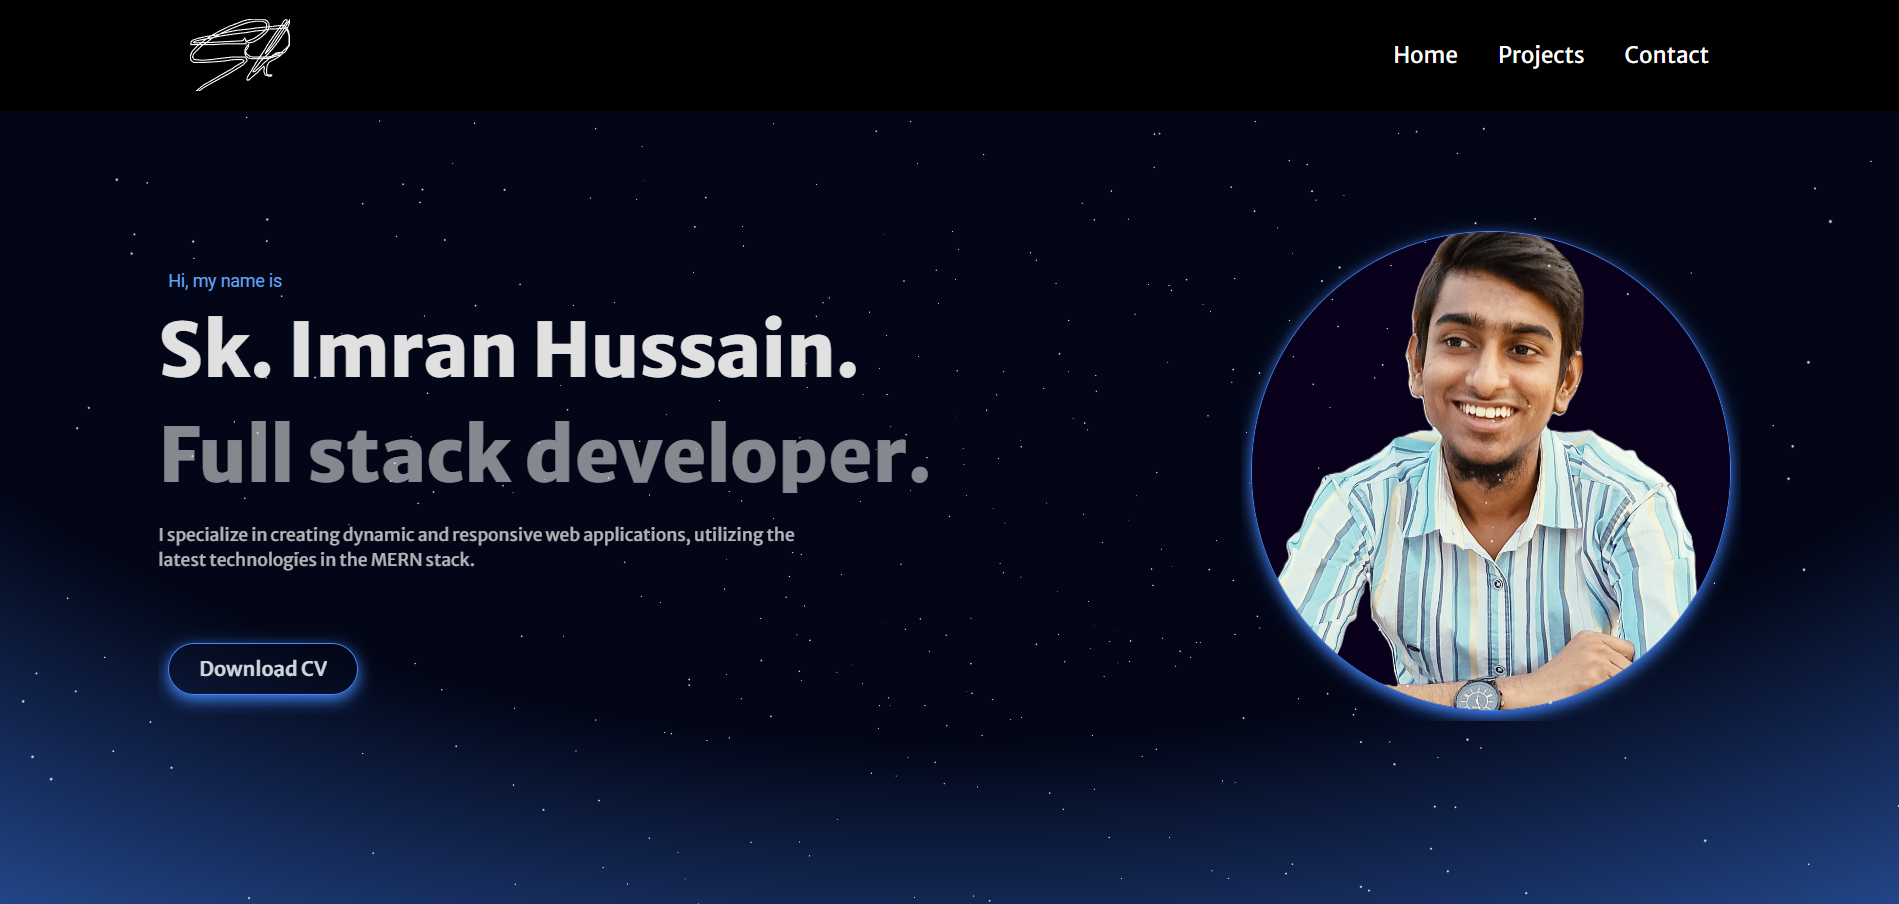 Sk
Home Projects Contact
Hi, my name is
Sk. Imran Hussain.
Full stack developer.
I specialize in creating dynamic and responsive web applications, utilizing the
latest technologies in the MERN stack.
Download CV